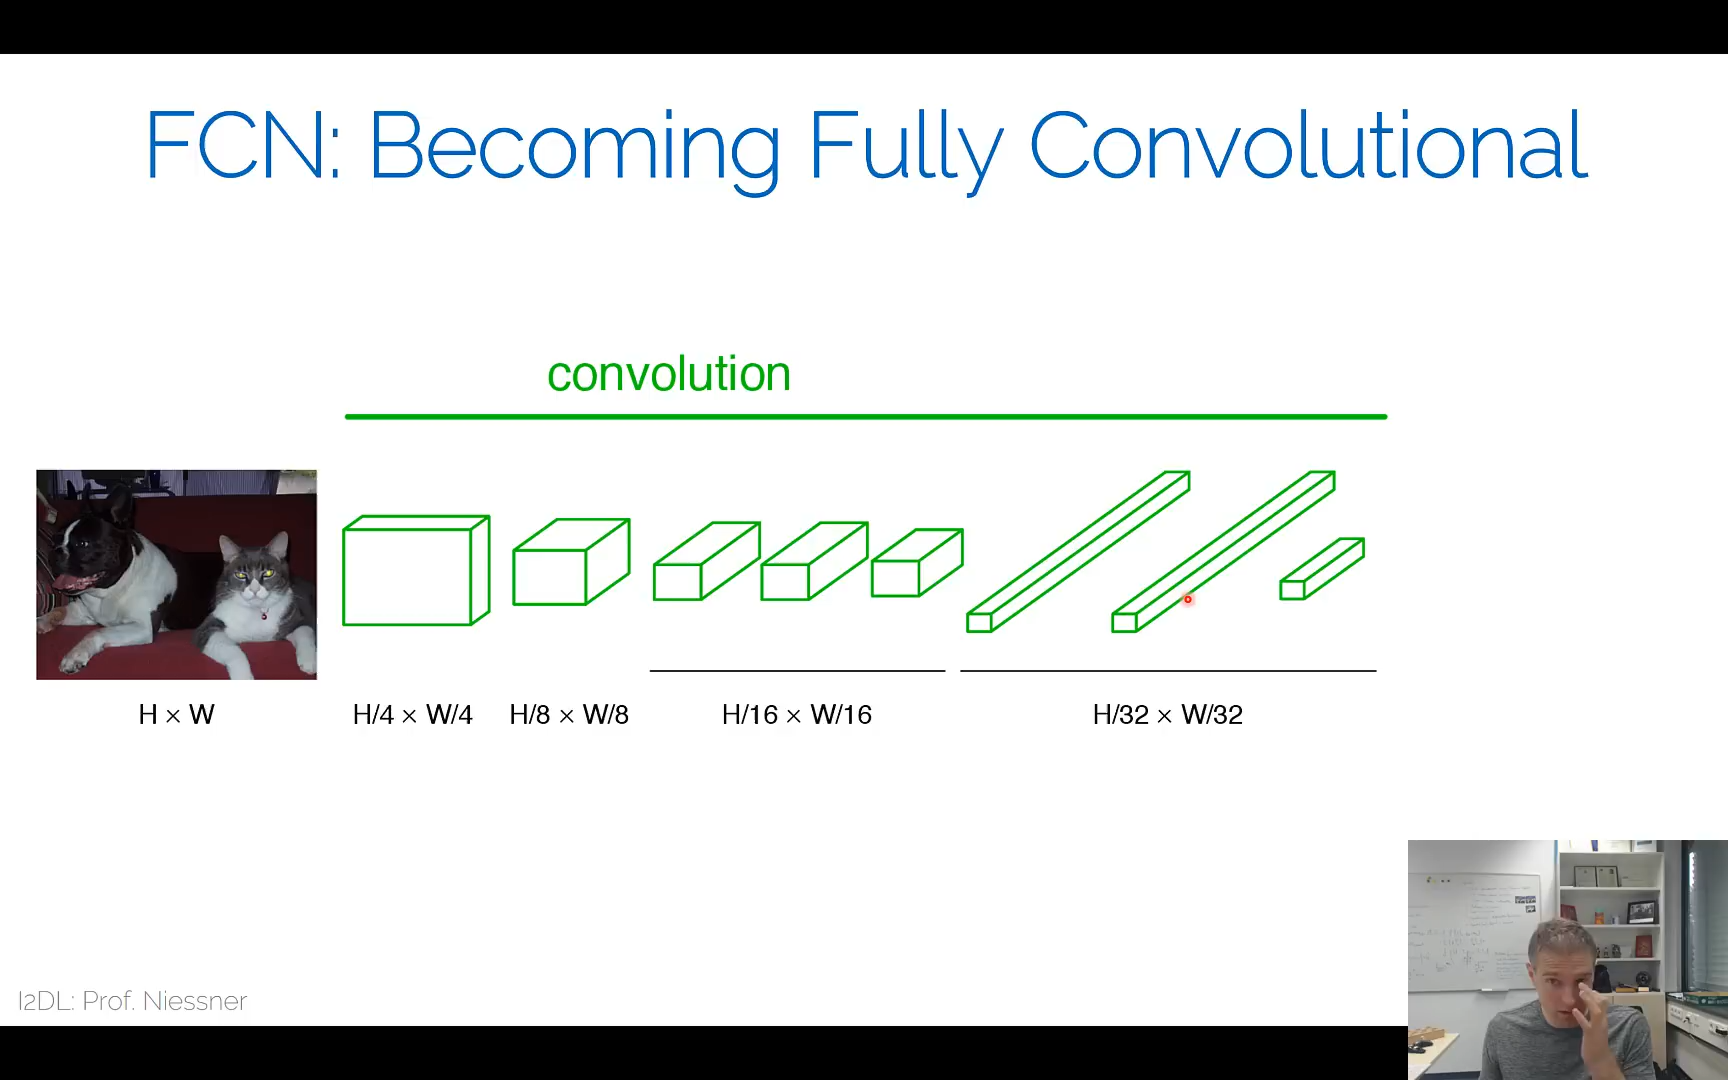 FCN: Becoming Fully Convolutional
convolution
H × W
H/4 × W/4
H/8 × W/8
H/16 × W/16
H/32 × W/32
I2DL: Prof. Niessner